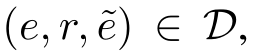 (e, r, ẽ) ∈ 𝒟,